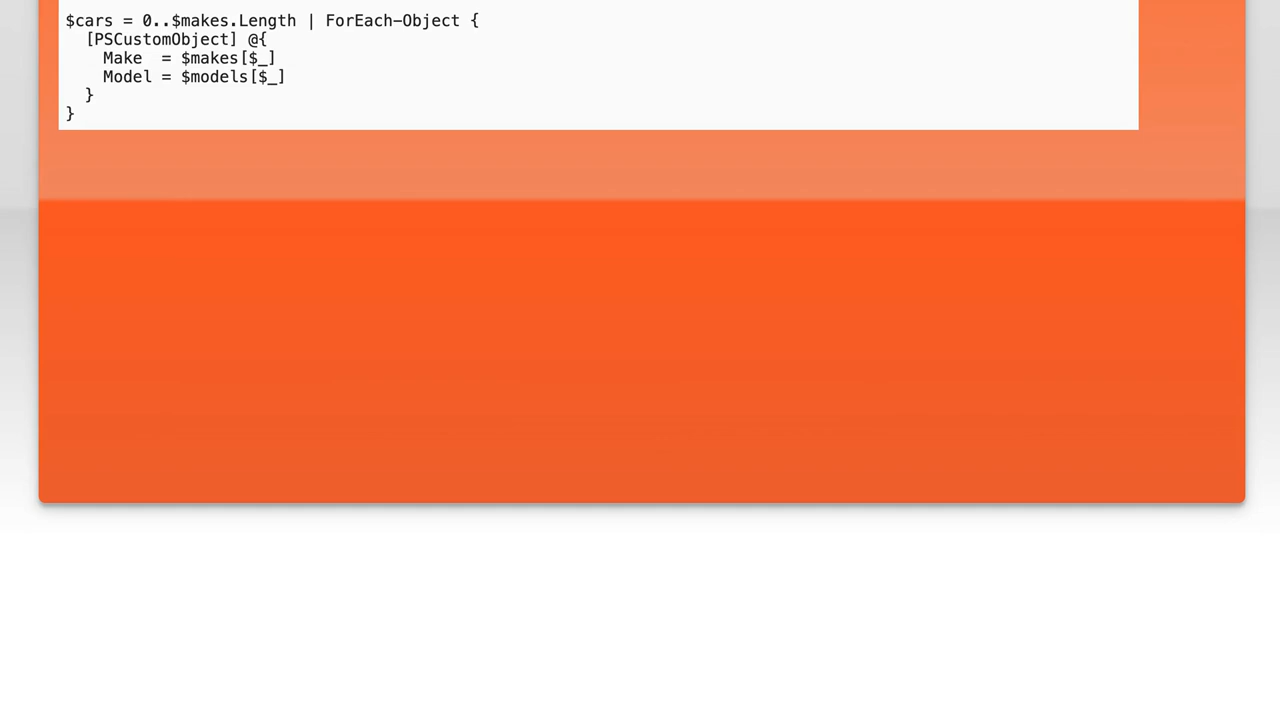 $cars = 0..$makes.Length | ForEach-Object {
  [PSCustomObject] @{
    Make  = $makes[$_]
    Model = $models[$_]
  }
}